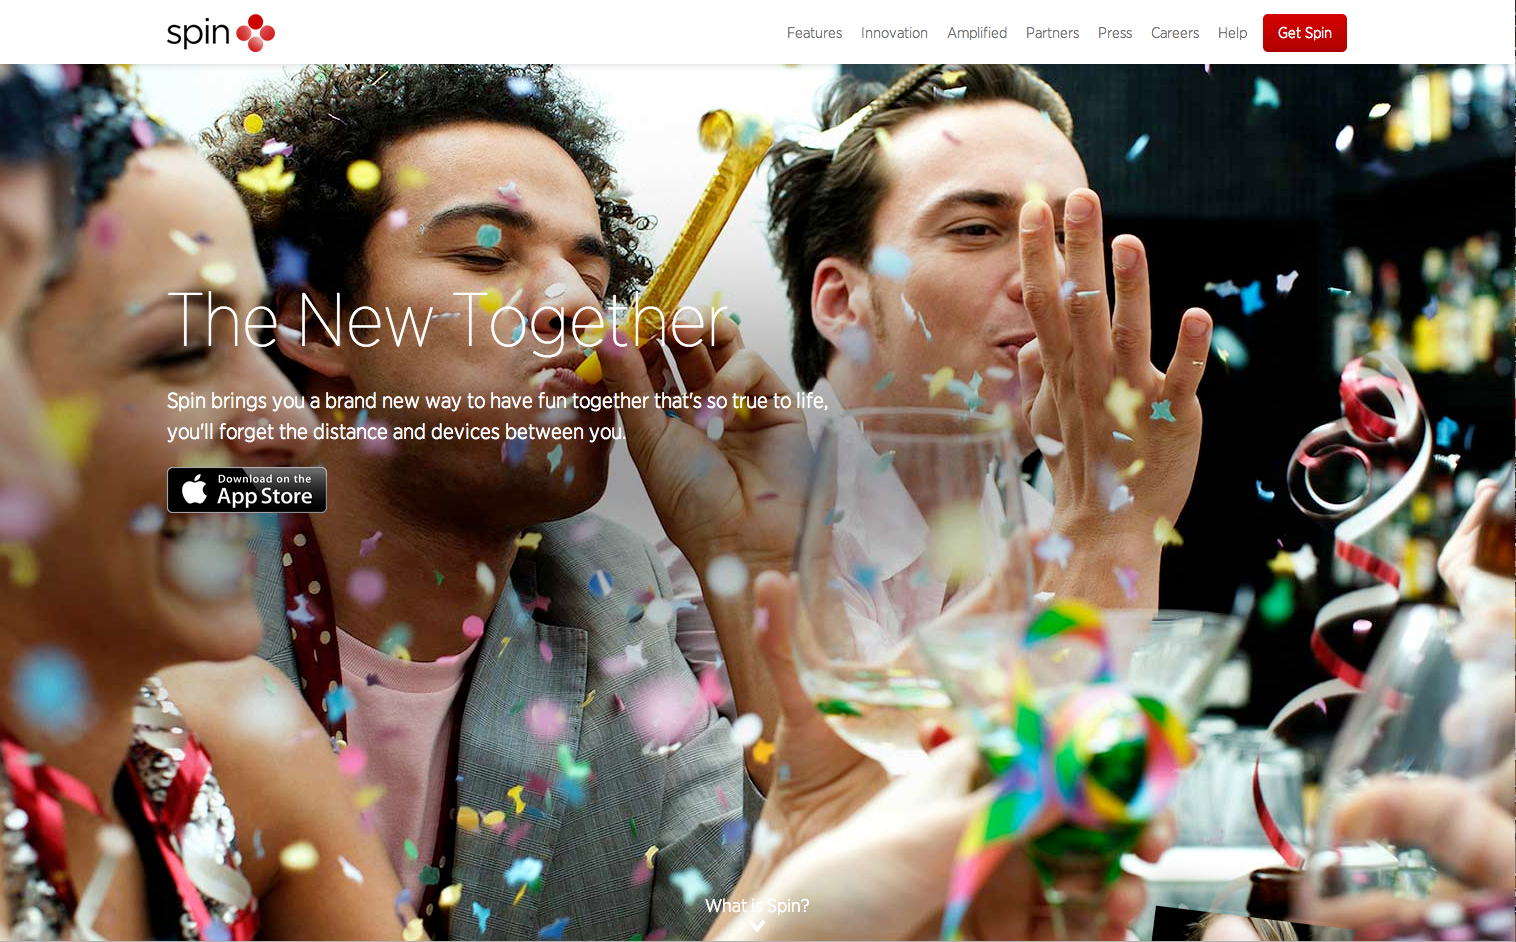 spin
Features Innovation Amplified Partners Press Careers Help Get Spin
The New Together
Spin brings you a brand new way to have fun together that's so true to life,
you'll forget the distance and devices between you.
Download on the
App Store
What is Spin?